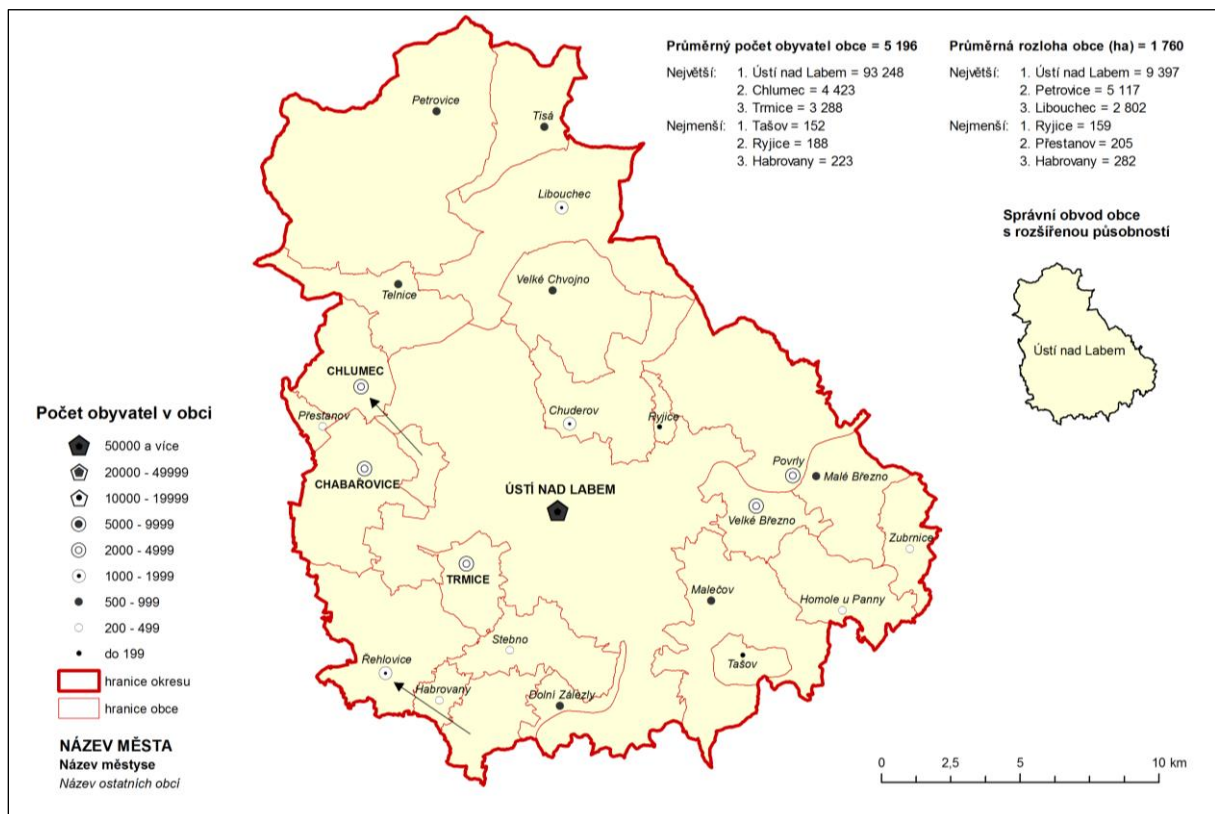 Průměrný počet obyvatel obce = 5 196
Největší: 1. Ústí nad Labem = 93 248
2. Chlumec = 4 423
3. Trmice = 3 288
Nejmenší: 1. Tašov = 152
2. Ryjice = 188
3. Habrovany = 223
Průměrná rozloha obce (ha) = 1 760
Největší: 1. Ústí nad Labem = 9 397
2. Petrovice = 5 117
3. Libouchec = 2 802
Nejmenší: 1. Ryjice = 159
2. Přestanov = 205
3. Habrovany = 282
Správní obvod obce
s rozšířenou působností
Ústí nad Labem
Petrovice
Tisá
Libouchec
Telnice
Velké Chvojno
CHLUMEC
Přestanov
Chuderov
Ryjice
CHABAŘOVICE
ÚSTÍ NAD LABEM
Povrly
Malé Březno
Velké Březno
Zubrnice
TRMICE
Malečov
Homole u Panny
Stebno
Tašov
Řehlovice
Habrovany
Dolní Zálezly
Počet obyvatel v obci
50000 a více
20000 - 49999
10000 - 19999
5000 - 9999
2000 - 4999
1000 - 1999
500 - 999
200 - 499
do 199
hranice okresu
hranice obce
NÁZEV MĚSTA
Název městyse
Název ostatních obcí
0 2,5 5 10 km